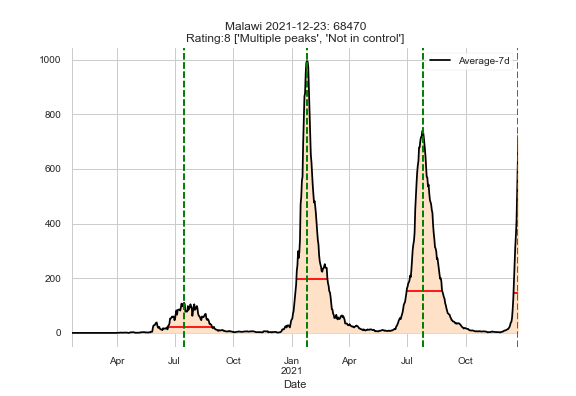 Malawi 2021-12-23: 68470
Rating:8 ['Multiple peaks', 'Not in control']
Average-7d
1000
800
600
400
200
0
Apr Jul Oct Jan Apr Jul Oct
2021
Date